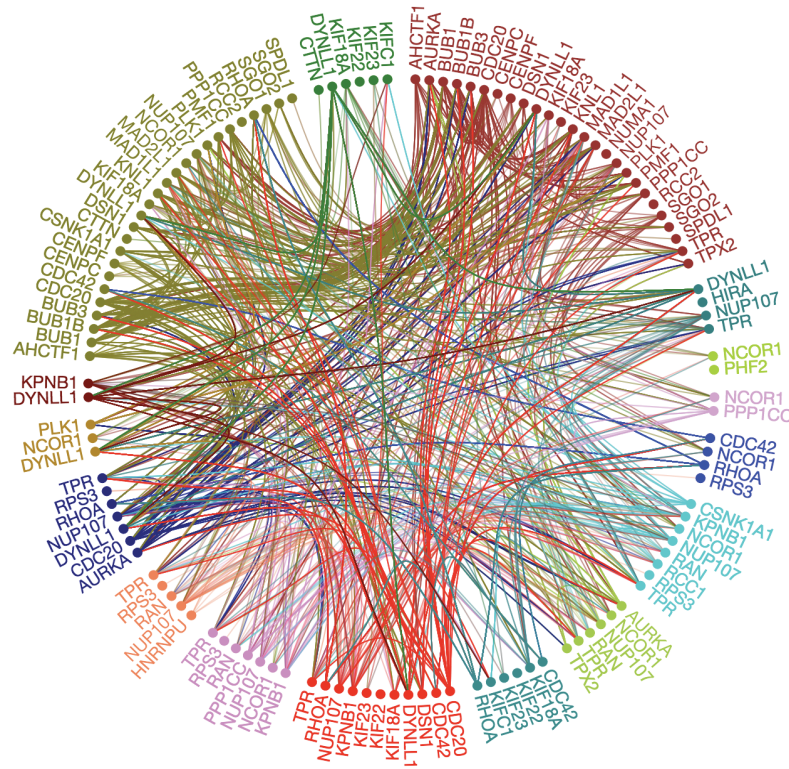 CTTN
DYNLL1
KIF18A
KIF22
KIF23
KIFC1
AHCTF1
AURKA
BUB1
BUB1B
BUB3
CDC20
CENPC
CENPF
DSN1
DYNLL1
KIF18A
KIF23
KNL1
MAD1L1
MAD2L1
NUMA1
NUP107
PLK1
PMF1
PPP1CC
RCC2
SGO1
SGO2
SPDL1
TPR
TPX2
DYNLL1
HIRA
NUP107
TPR
NCOR1
PHF2
NCOR1
PPP1CC
CDC42
NCOR1
RHOA
RPS3
CSNK1A1
KPNB1
NCOR1
NUP107
RAN
RCC1
RPS3
TPR
AURKA
NCOR1
NUP107
RAN
TPR
TPX2
CDC42
KIF18A
KIF22
KIF23
KIFC1
RHOA
CDC20
CDC42
DSN1
DYNLL1
KIF18A
KIF22
KIF23
KPNB1
NUP107
RHOA
TPR
KPNB1
NCOR1
NUP107
PPP1CC
RAN
RPS3
TPR
HNRNPU
NUP107
RAN
RPS3
TPR
AURKA
CDC20
DYNLL1
NUP107
RHOA
RPS3
TPR
DYNLL1
NCOR1
PLK1
DYNLL1
KPNB1
AHCTF1
BUB1
BUB1B
BUB3
CDC20
CDC42
CENPC
CENPF
CSNK1A1
CTTN
DSN1
DYNLL1
KIF18A
KNL1
MAD1L1
MAD2L1
NCOR1
NUP107
PLK1
PMF1
PPP1CC
RCC2
RHOA
SGO1
SGO2